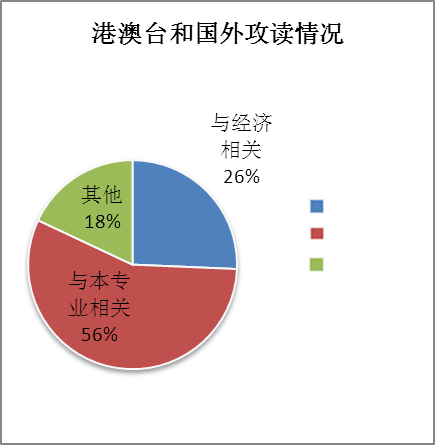 港澳台和国外攻读情况
与经济
相关
26%
其他
18%
与本专
业相关
56%